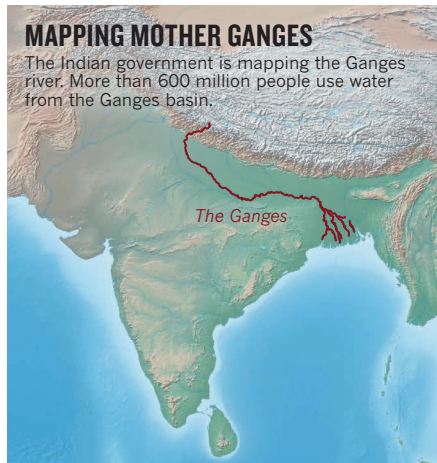 MAPPING MOTHER GANGES
The Indian government is mapping the Ganges
river. More than 600 million people use water
from the Ganges basin.
The Ganges